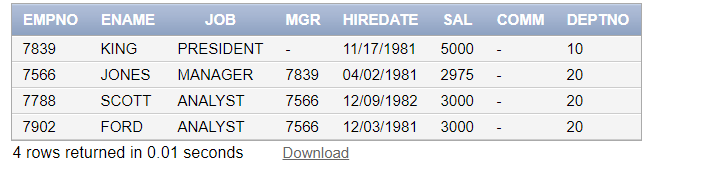 EMPNO ENAME JOB MGR HIREDATE SAL COMM DEPTNO
7839 KING PRESIDENT - 11/17/1981 5000 - 10
7566 JONES MANAGER 7839 04/02/1981 2975 - 20
7788 SCOTT ANALYST 7566 12/09/1982 3000 - 20
7902 FORD ANALYST 7566 12/03/1981 3000 - 20
4 rows returned in 0.01 seconds Download